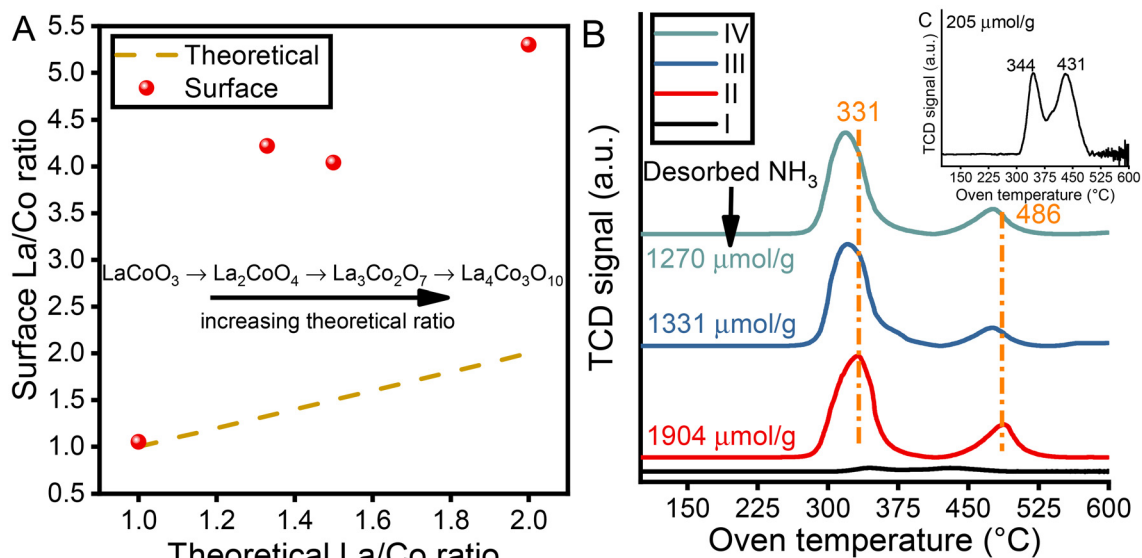 A
5.5
5.0
4.5
4.0
3.5
3.0
2.5
2.0
1.5
1.0
0.5
Surface La/Co ratio
Theoretical
Surface
LaCoO₃ → La₂CoO₄ → La₃Co₂O₇ → La₄Co₃O₁₀
increasing theoretical ratio
1.0 1.2 1.4 1.6 1.8 2.0
Theoretical La/Co ratio
B
TCD signal (a.u.)
IV
III
II
I
331
486
Desorbed NH₃
1270 μmol/g
1331 μmol/g
1904 μmol/g
150 225 300 375 450 525 600
Oven temperature (°C)
C
205 μmol/g
344 431
TCD signal (a.u.)
150 225 300 375 450 525 600
Oven temperature (°C)